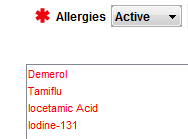 * Allergies Active
Demerol
Tamiflu
Iocetamic Acid
Iodine-131